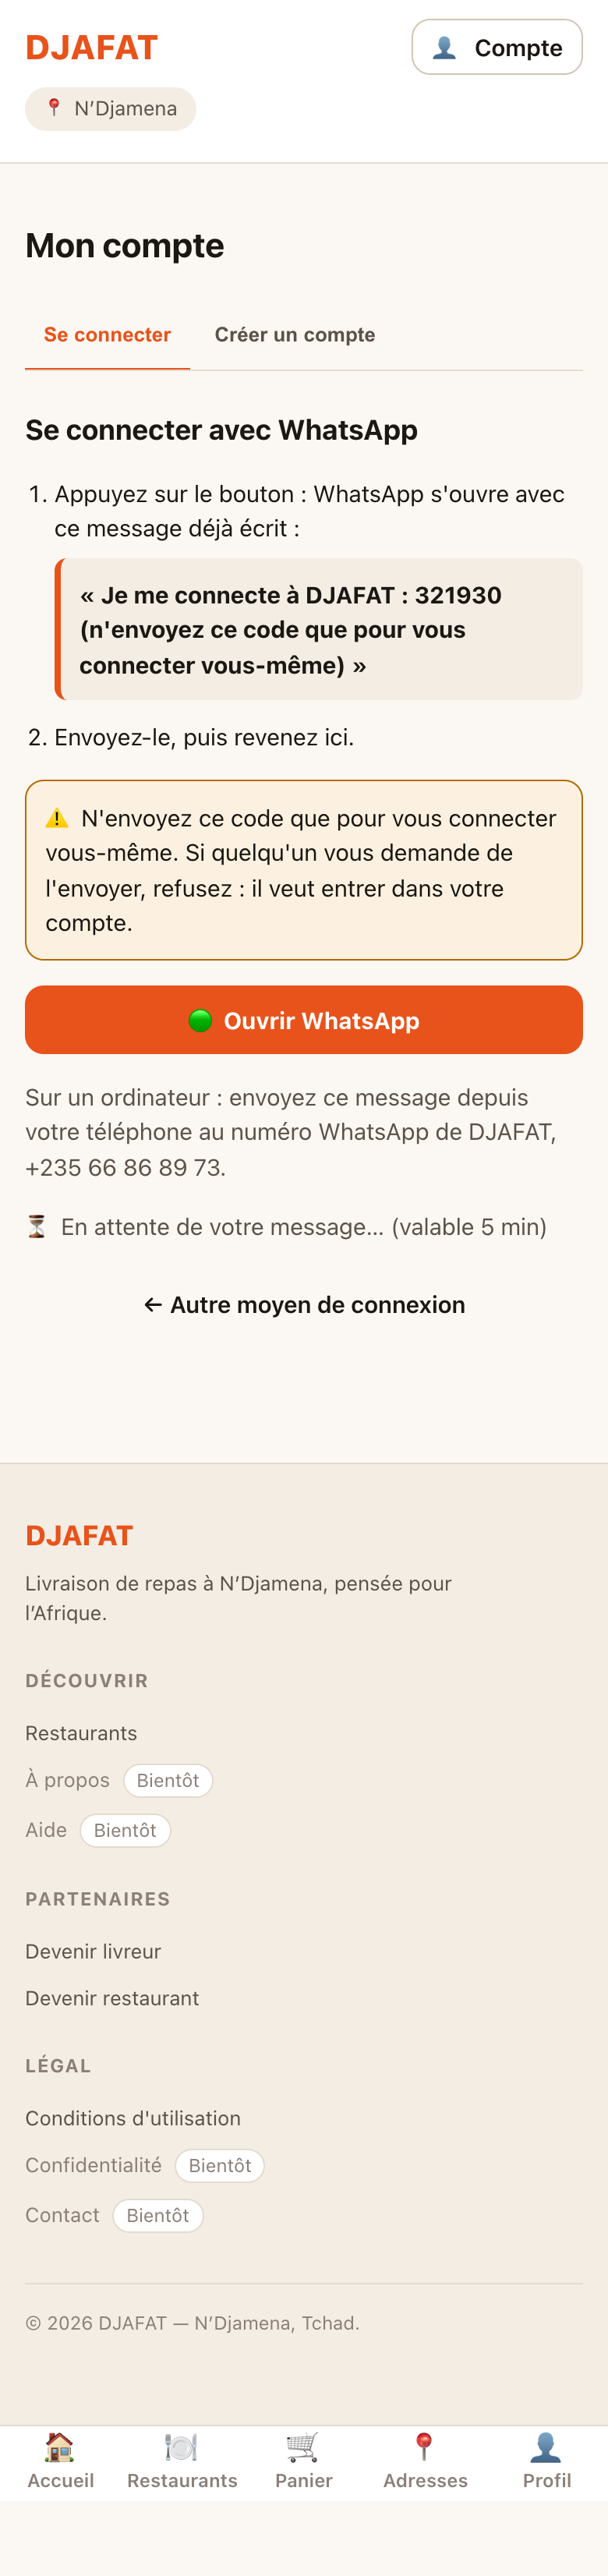 DJAFAT
Compte
N’Djamena
Mon compte
Se connecter
Créer un compte
Se connecter avec WhatsApp
1. Appuyez sur le bouton : WhatsApp s'ouvre avec
ce message déjà écrit :
« Je me connecte à DJAFAT : 321930
(n'envoyez ce code que pour vous
connecter vous-même) »
2. Envoyez-le, puis revenez ici.
N'envoyez ce code que pour vous connecter
vous-même. Si quelqu'un vous demande de
l'envoyer, refusez : il veut entrer dans votre
compte.
Ouvrir WhatsApp
Sur un ordinateur : envoyez ce message depuis
votre téléphone au numéro WhatsApp de DJAFAT,
+235 66 86 89 73.
En attente de votre message… (valable 5 min)
← Autre moyen de connexion
DJAFAT
Livraison de repas à N’Djamena, pensée pour
l’Afrique.
DÉCOUVRIR
Restaurants
À propos Bientôt
Aide Bientôt
PARTENAIRES
Devenir livreur
Devenir restaurant
LÉGAL
Conditions d'utilisation
Confidentialité Bientôt
Contact Bientôt
© 2026 DJAFAT — N’Djamena, Tchad.
Accueil Restaurants Panier Adresses Profil